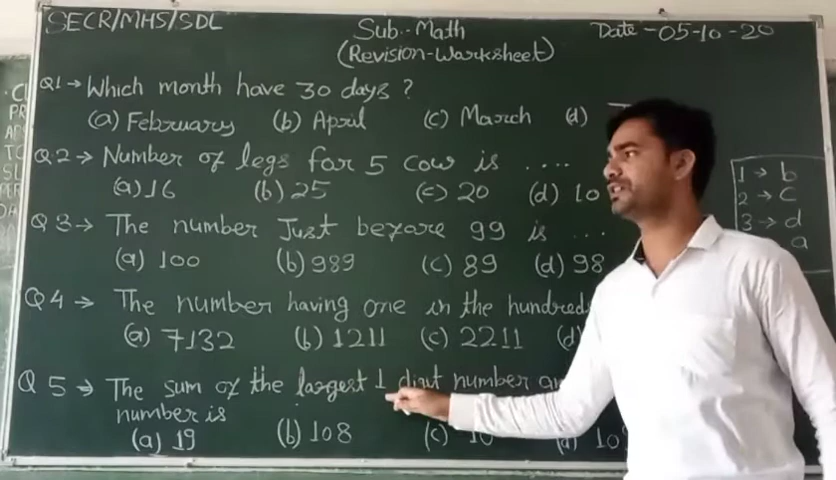 SECR/MHS/SDL
Sub.- Math
Date - 05-10-20
(Revision-Worksheet)
Q1 → Which month have 30 days ?
(a) February (b) April (c) March (d)
Q.2 → Number of legs for 5 cow is ....
(a) 16 (b) 25 (c) 20 (d) 10
Q3 → The number Just before 99 is ...
(a) 100 (b) 989 (c) 89 (d) 98
Q4 → The number having one in the hundreds
(a) 7132 (b) 1211 (c) 2211 (d)
Q5 → The sum of the largest 1 digit number
number is
(a) 19 (b) 108 (c) 10 (d) 10
1 → b
2 → c
3 → d
a